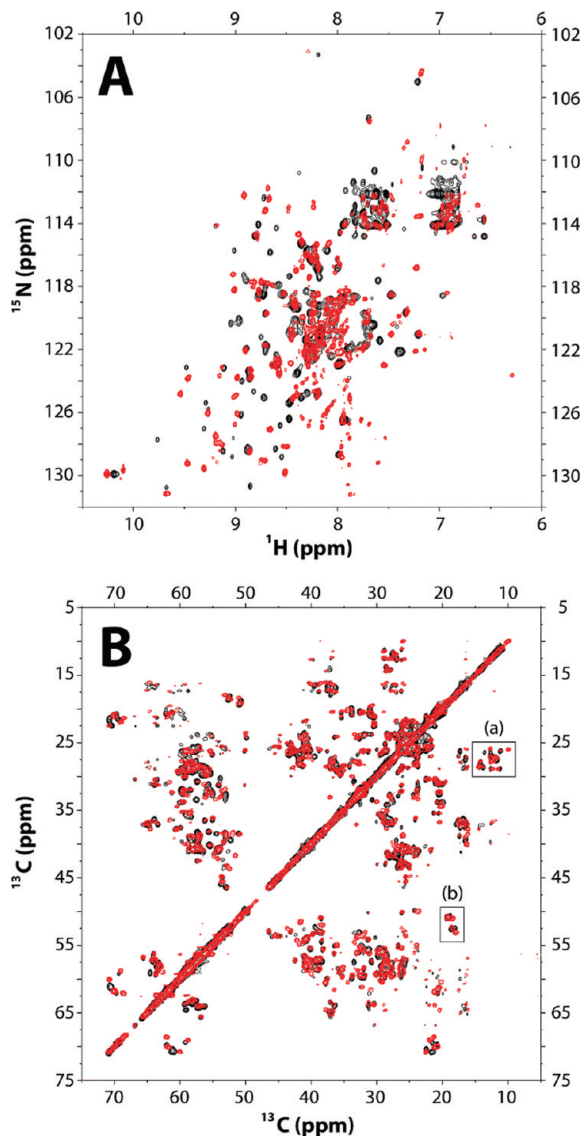 10 9 8 7 6
102 102
A
106 106
110 110
114 114
118 118
122 122
126 126
130 130
¹⁵N (ppm)
10 9 8 7 6
¹H (ppm)
70 60 50 40 30 20 10
5 5
B
15 15
(a)
25 25
35 35
45 45
(b)
55 55
65 65
75 75
¹³C (ppm)
70 60 50 40 30 20 10
¹³C (ppm)